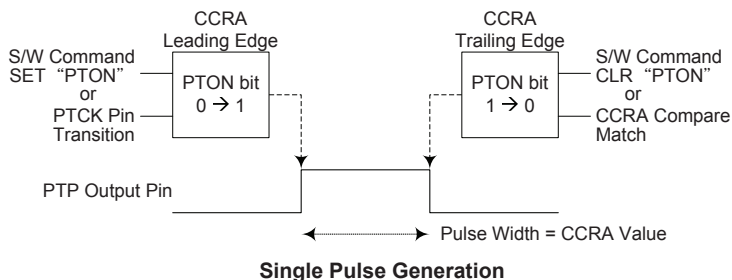 CCRA
Leading Edge
S/W Command
SET “PTON”
or
PTCK Pin
Transition
PTON bit
0 → 1
CCRA
Trailing Edge
PTON bit
1 → 0
S/W Command
CLR “PTON”
or
CCRA Compare
Match
PTP Output Pin
Pulse Width = CCRA Value
Single Pulse Generation